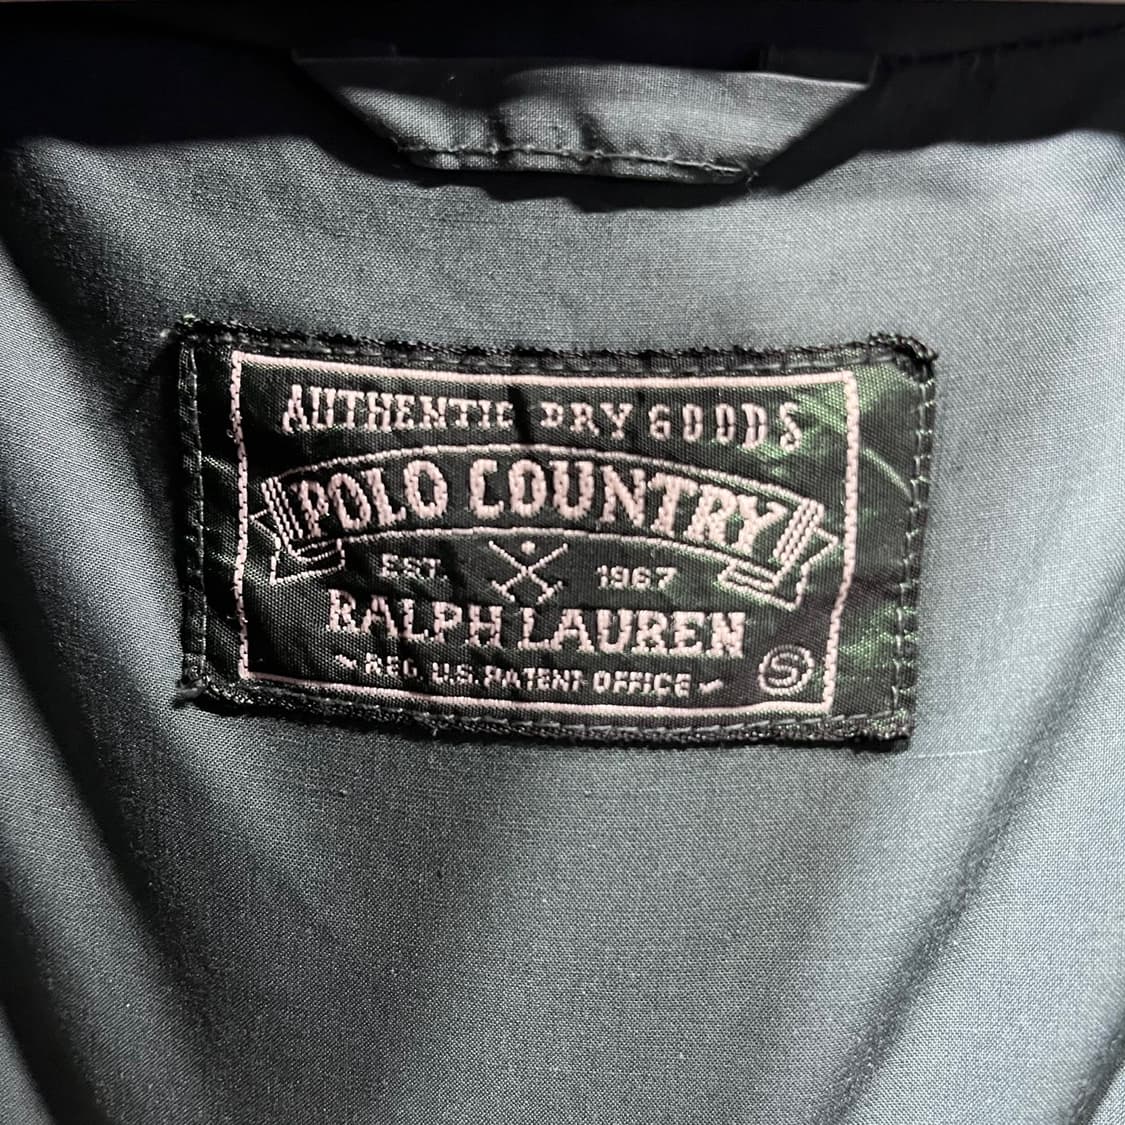 AUTHENTIC DRY GOODS
POLO COUNTRY
EST. 1967
RALPH LAUREN
REG. U.S. PATENT OFFICE
S